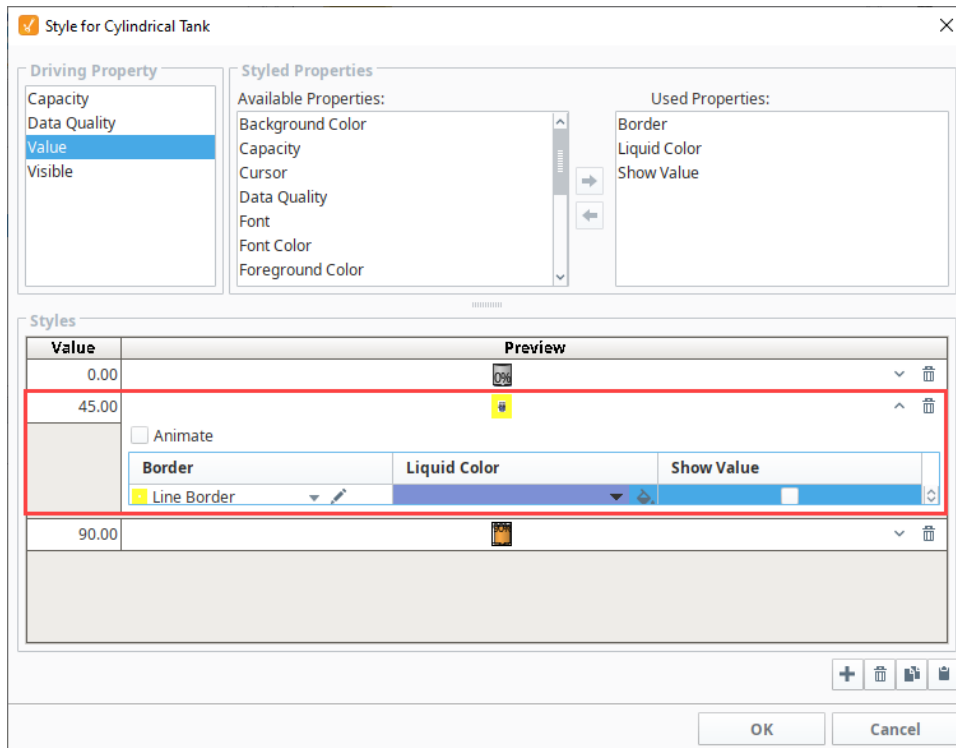 Style for Cylindrical Tank
Driving Property
Capacity
Data Quality
Value
Visible
Styled Properties
Available Properties:
Background Color
Capacity
Cursor
Data Quality
Font
Font Color
Foreground Color
Used Properties:
Border
Liquid Color
Show Value
Styles
Value Preview
0.00 0%
45.00
Animate
Border Liquid Color Show Value
Line Border
90.00
OK Cancel